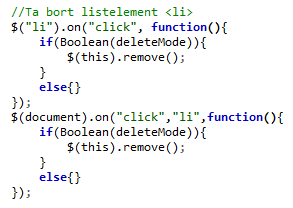 //Ta bort listelement <li>
$("li").on("click", function(){
    if(Boolean(deleteMode)){
        $(this).remove();
    }
    else{}
});
$(document).on("click","li",function(){
    if(Boolean(deleteMode)){
        $(this).remove();
    }
    else{}
});